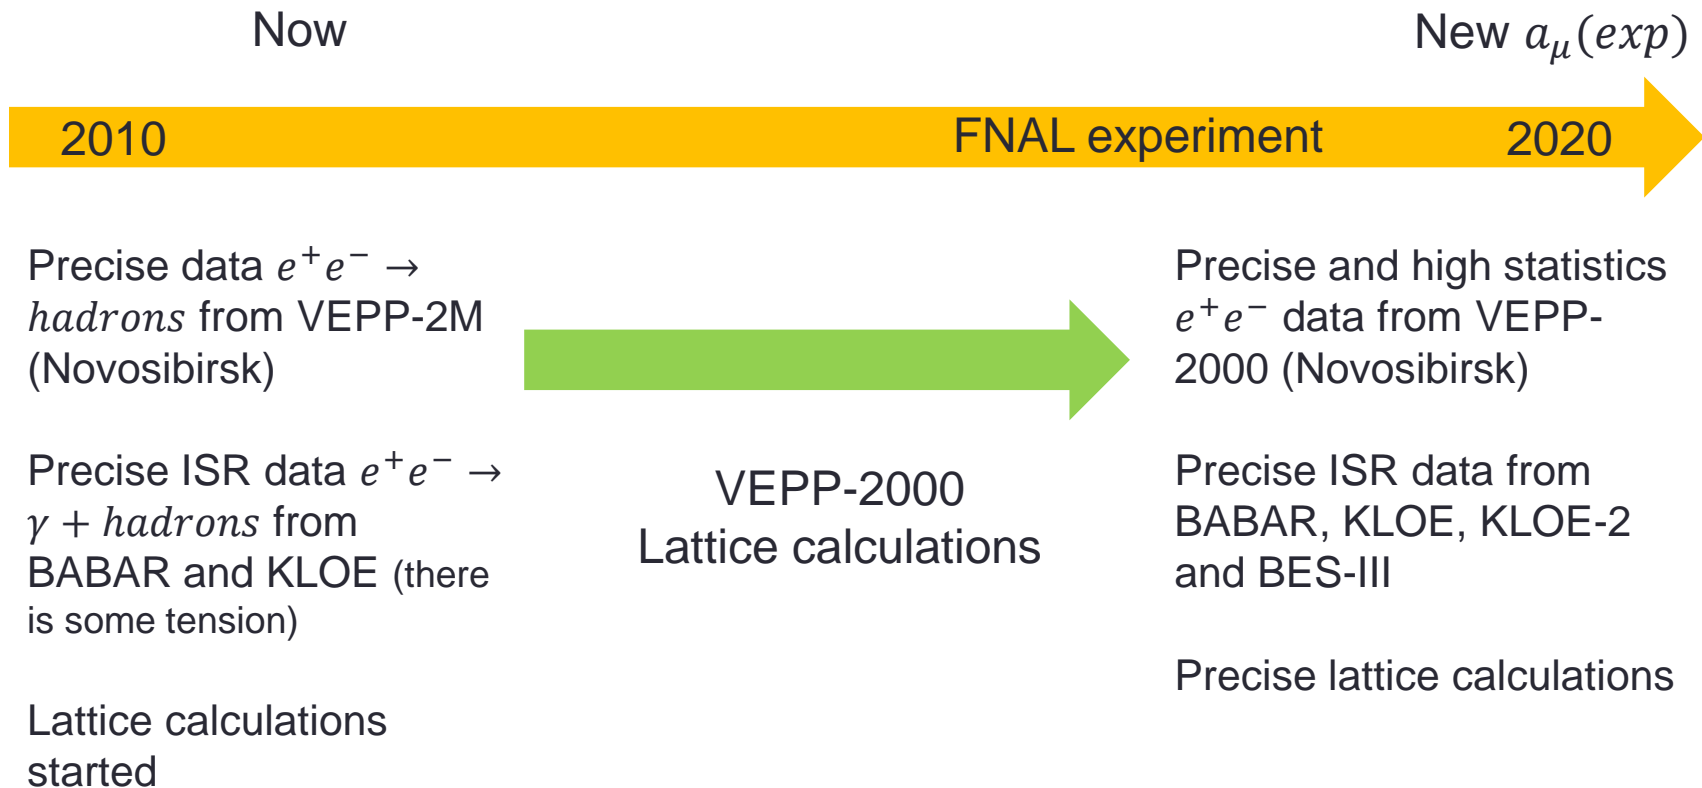 Now
New 𝑎𝜇(𝑒𝑥𝑝)
2010
FNAL experiment
2020
Precise data 𝑒⁺𝑒⁻ →
ℎ𝑎𝑑𝑟𝑜𝑛𝑠 from VEPP-2M
(Novosibirsk)
Precise ISR data 𝑒⁺𝑒⁻ →
𝛾 + ℎ𝑎𝑑𝑟𝑜𝑛𝑠 from
BABAR and KLOE (there
is some tension)
Lattice calculations
started
VEPP-2000
Lattice calculations
Precise and high statistics
𝑒⁺𝑒⁻ data from VEPP-
2000 (Novosibirsk)
Precise ISR data from
BABAR, KLOE, KLOE-2
and BES-III
Precise lattice calculations